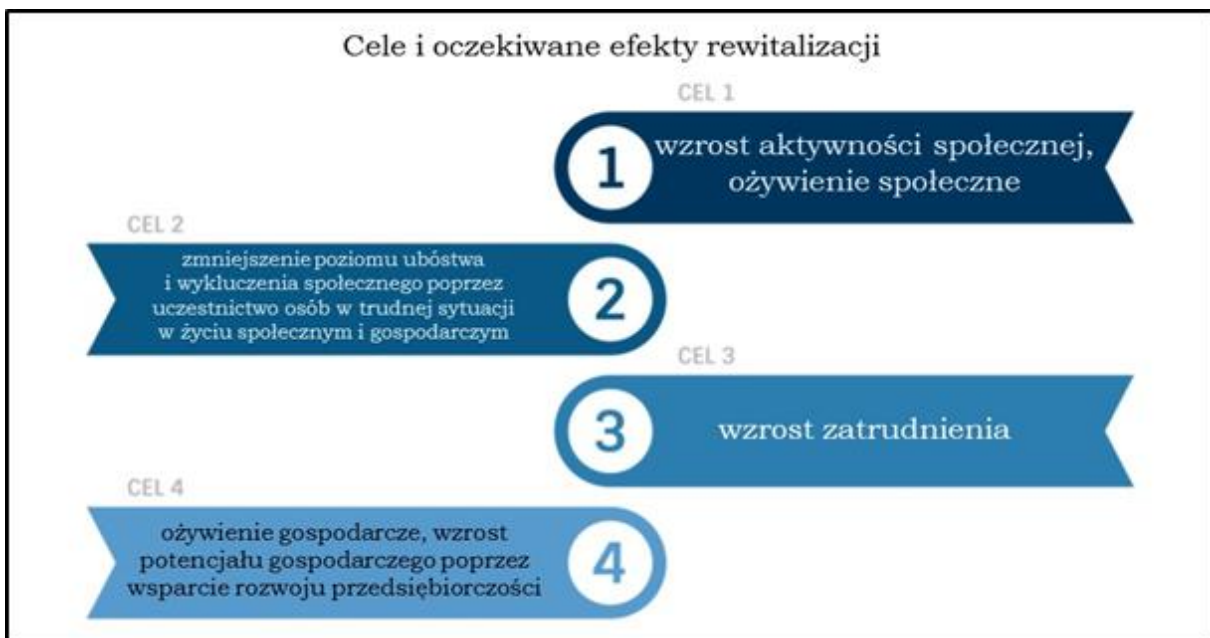 Cele i oczekiwane efekty rewitalizacji
CEL 1
1
wzrost aktywności społecznej,
ożywienie społeczne
CEL 2
zmniejszenie poziomu ubóstwa
i wykluczenia społecznego poprzez
uczestnictwo osób w trudnej sytuacji
w życiu społecznym i gospodarczym
2
CEL 3
3
wzrost zatrudnienia
CEL 4
ożywienie gospodarcze, wzrost
potencjału gospodarczego poprzez
wsparcie rozwoju przedsiębiorczości
4